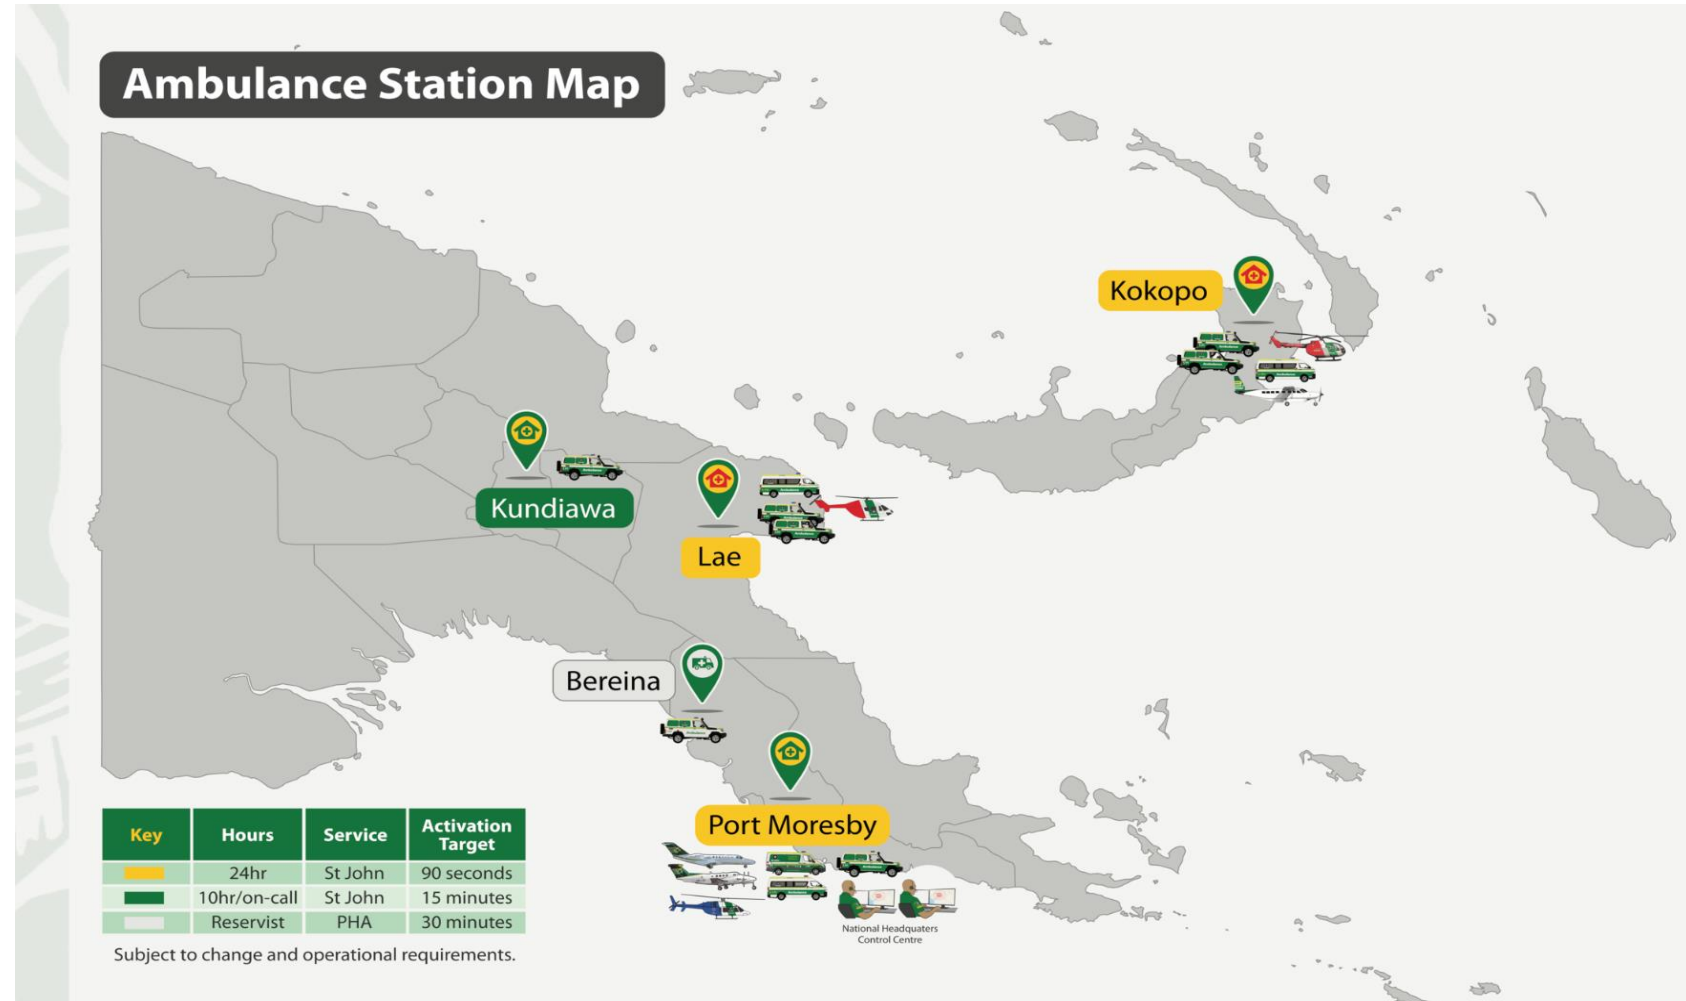 Ambulance Station Map
Kokopo
Kundiawa
Lae
Bereina
Port Moresby
National Headquaters
Control Centre
Key Hours Service Activation Target
24hr St John 90 seconds
10hr/on-call St John 15 minutes
Reservist PHA 30 minutes
Subject to change and operational requirements.